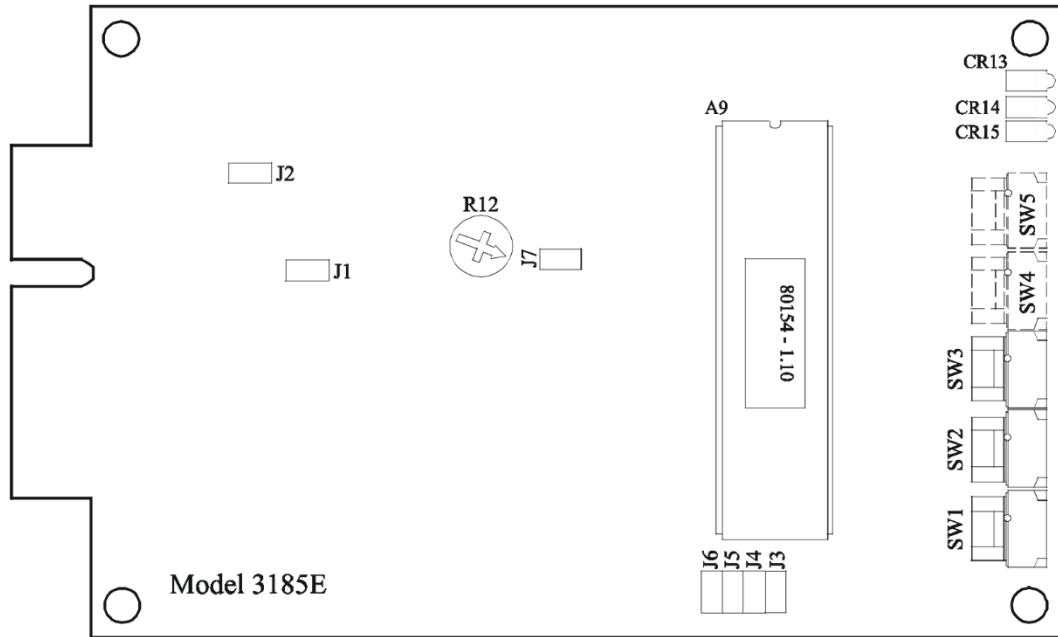 CR13
A9
CR14
CR15
J2
R12
SW5
J7
J1
SW4
80154 - 1.10
SW3
SW2
SW1
J6
J5
J4
J3
Model 3185E